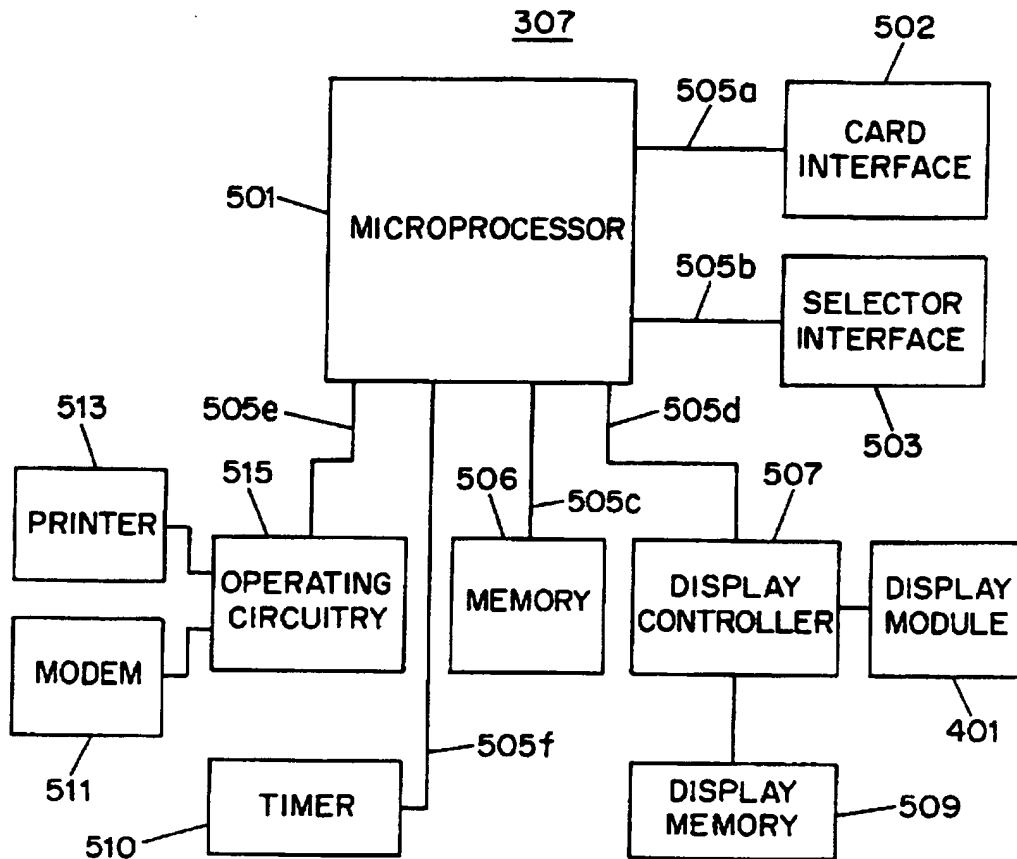 307
502
505a
CARD
INTERFACE
501
MICROPROCESSOR
505b
SELECTOR
INTERFACE
503
505e
505d
513
515
506
505c
507
PRINTER
OPERATING
CIRCUITRY
MEMORY
DISPLAY
CONTROLLER
DISPLAY
MODULE
MODEM
401
511
505f
TIMER
510
DISPLAY
MEMORY
509